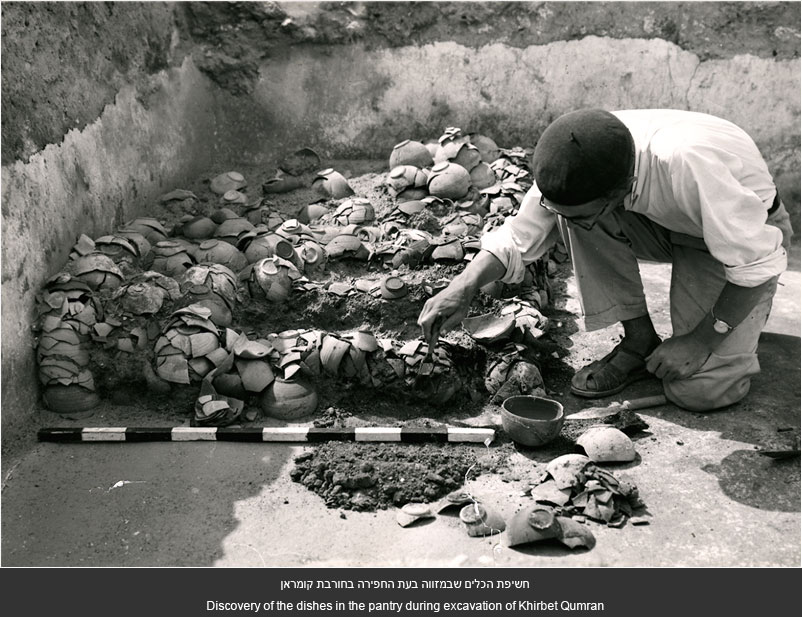 חשיפת הכלים שבמזווה בעת החפירה בחורבת קומראן
Discovery of the dishes in the pantry during excavation of Khirbet Qumran